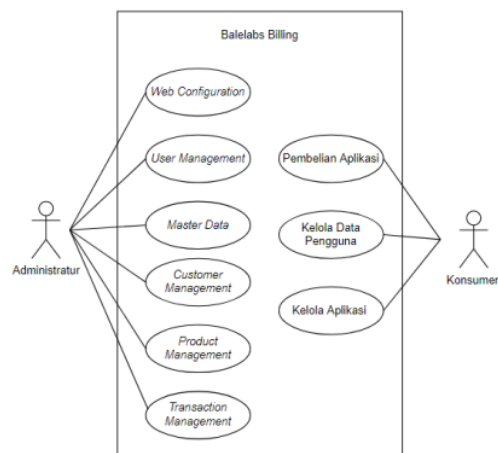 Balelabs Billing
Web Configuration
User Management
Master Data
Customer
Management
Product
Management
Transaction
Management
Pembelian Aplikasi
Kelola Data
Pengguna
Kelola Aplikasi
Administratur
Konsumen